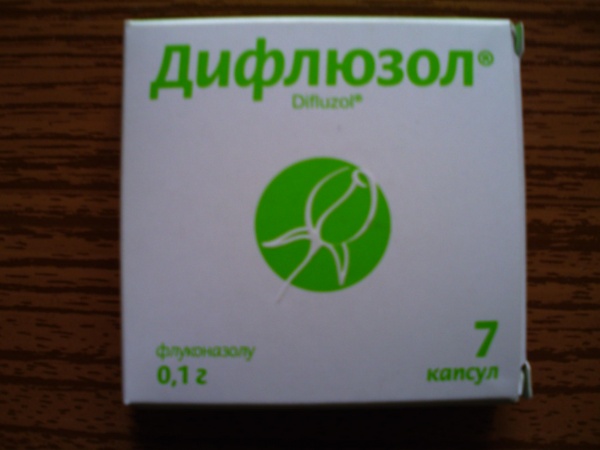 Дифлюзол®
Difluzol®
флуконазолу
0,1 г
7
капсул